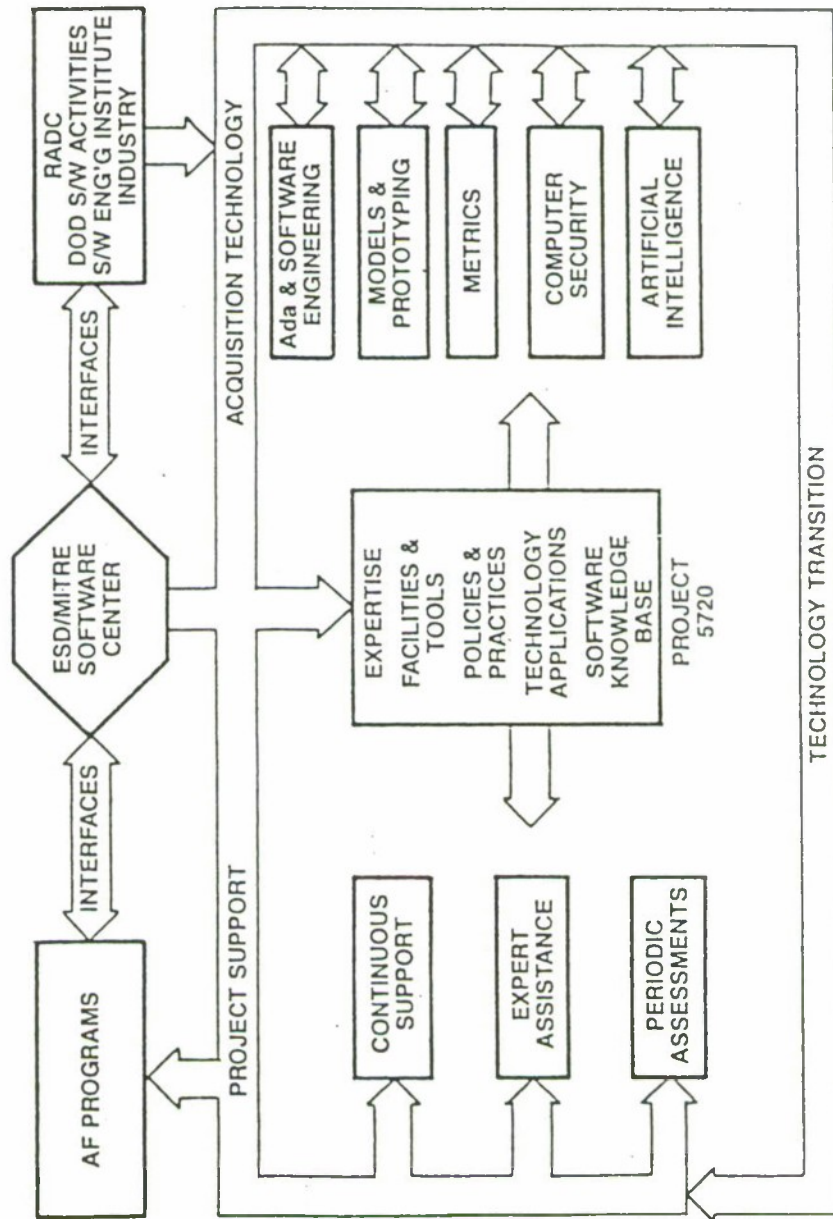 AF PROGRAMS
INTERFACES
ESD/MITRE
SOFTWARE
CENTER
INTERFACES
RADC
DOD S/W ACTIVITIES
S/W ENG'G INSTITUTE
INDUSTRY
PROJECT SUPPORT
ACQUISITION TECHNOLOGY
CONTINUOUS
SUPPORT
EXPERT
ASSISTANCE
PERIODIC
ASSESSMENTS
EXPERTISE
FACILITIES &
TOOLS
POLICIES &
PRACTICES
TECHNOLOGY
APPLICATIONS
SOFTWARE
KNOWLEDGE
BASE
PROJECT
5720
Ada & SOFTWARE
ENGINEERING
MODELS &
PROTOTYPING
METRICS
COMPUTER
SECURITY
ARTIFICIAL
INTELLIGENCE
TECHNOLOGY TRANSITION